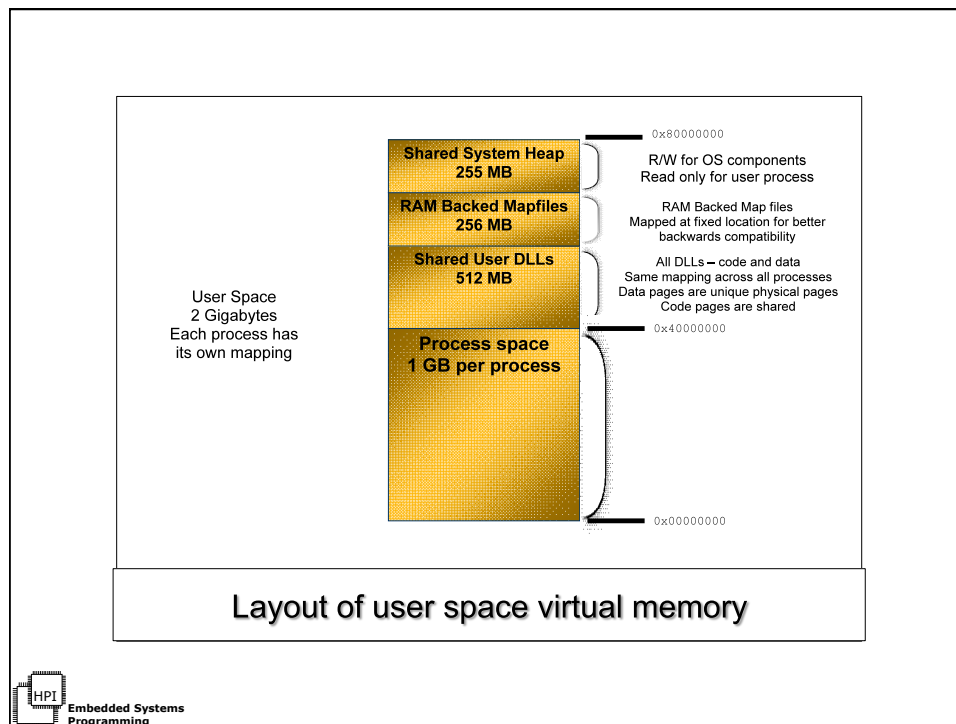 0x80000000
Shared System Heap
255 MB
R/W for OS components
Read only for user process
RAM Backed Mapfiles
256 MB
RAM Backed Map files
Mapped at fixed location for better
backwards compatibility
Shared User DLLs
512 MB
All DLLs – code and data
Same mapping across all processes
Data pages are unique physical pages
Code pages are shared
User Space
2 Gigabytes
Each process has
its own mapping
0x40000000
Process space
1 GB per process
0x00000000
Layout of user space virtual memory
HPI
Embedded Systems
Programming